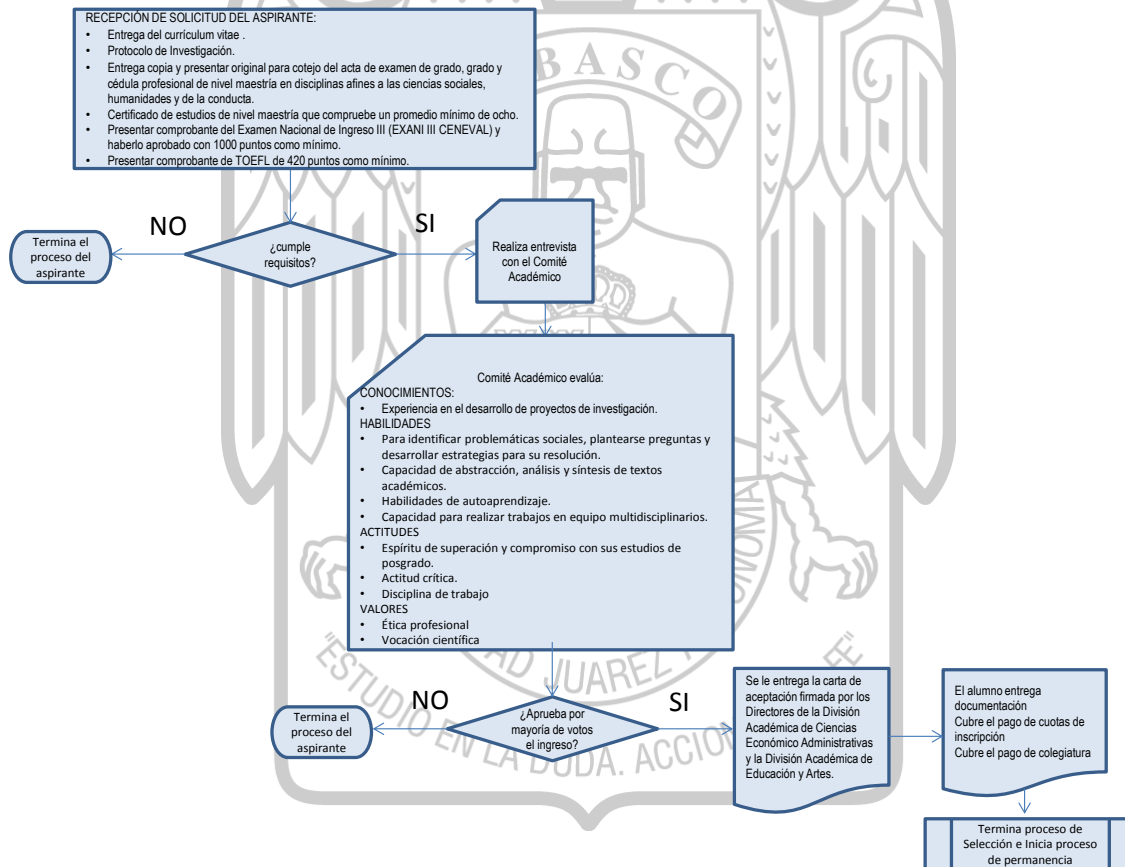 RECEPCIÓN DE SOLICITUD DEL ASPIRANTE:
• Entrega del currículum vitae .
• Protocolo de Investigación.
• Entrega copia y presentar original para cotejo del acta de examen de grado, grado y
cédula profesional de nivel maestría en disciplinas afines a las ciencias sociales,
humanidades y de la conducta.
• Certificado de estudios de nivel maestría que compruebe un promedio mínimo de ocho.
• Presentar comprobante del Examen Nacional de Ingreso III (EXANI III CENEVAL) y
haberlo aprobado con 1000 puntos como mínimo.
• Presentar comprobante de TOEFL de 420 puntos como mínimo.
BASCO
NO
SI
Termina el
proceso del
aspirante
¿cumple
requisitos?
Realiza entrevista
con el Comité
Académico
Comité Académico evalúa:
CONOCIMIENTOS:
• Experiencia en el desarrollo de proyectos de investigación.
HABILIDADES
• Para identificar problemáticas sociales, plantearse preguntas y
desarrollar estrategias para su resolución.
• Capacidad de abstracción, análisis y síntesis de textos
académicos.
• Habilidades de autoaprendizaje.
• Capacidad para realizar trabajos en equipo multidisciplinarios.
ACTITUDES
• Espíritu de superación y compromiso con sus estudios de
posgrado.
• Actitud crítica.
• Disciplina de trabajo
VALORES
• Ética profesional
• Vocación científica
AD JUAREZ
"ESTUDIO EN LA DUDA. ACCION
NO
SI
Termina el
proceso del
aspirante
¿Aprueba por
mayoría de votos
el ingreso?
Se le entrega la carta de
aceptación firmada por los
Directores de la División
Académica de Ciencias
Económico Administrativas
y la División Académica de
Educación y Artes.
El alumno entrega
documentación
Cubre el pago de cuotas de
inscripción
Cubre el pago de colegiatura
Termina proceso de
Selección e Inicia proceso
de permanencia